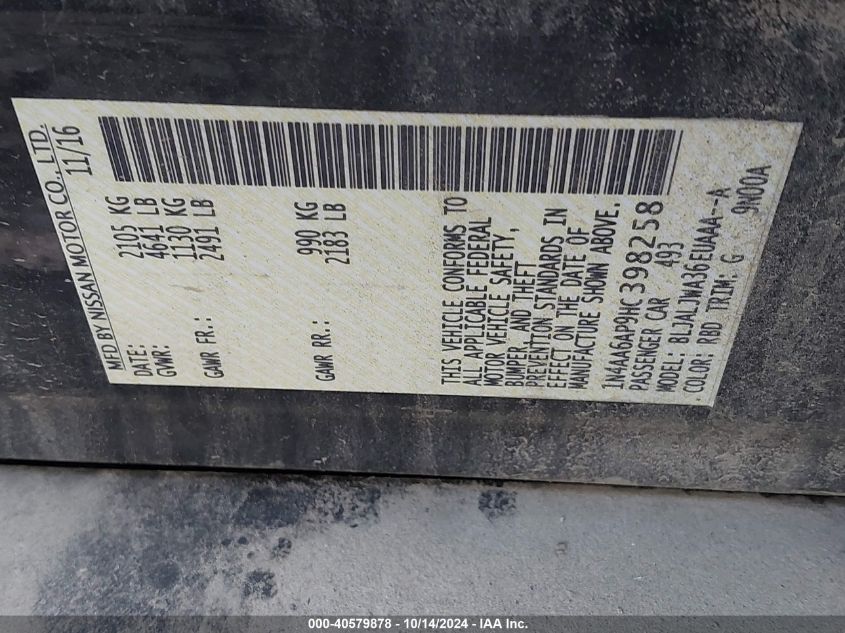 MFD BY NISSAN MOTOR CO., LTD.
DATE: 11/16
GVWR: 2105 KG
4641 LB
GAWR FR.: 1130 KG
2491 LB
GAWR RR.: 990 KG
2183 LB
THIS VEHICLE CONFORMS TO
ALL APPLICABLE FEDERAL
MOTOR VEHICLE SAFETY,
BUMPER, AND THEFT
PREVENTION STANDARDS IN
EFFECT ON THE DATE OF
MANUFACTURE SHOWN ABOVE.
1N4AA6AP9HC398258
PASSENGER CAR 493
MODEL: BLJALJWA36EUAAA--A
COLOR: RBD TRIM: G 9N00A
000-40579878 - 10/14/2024 - IAA Inc.